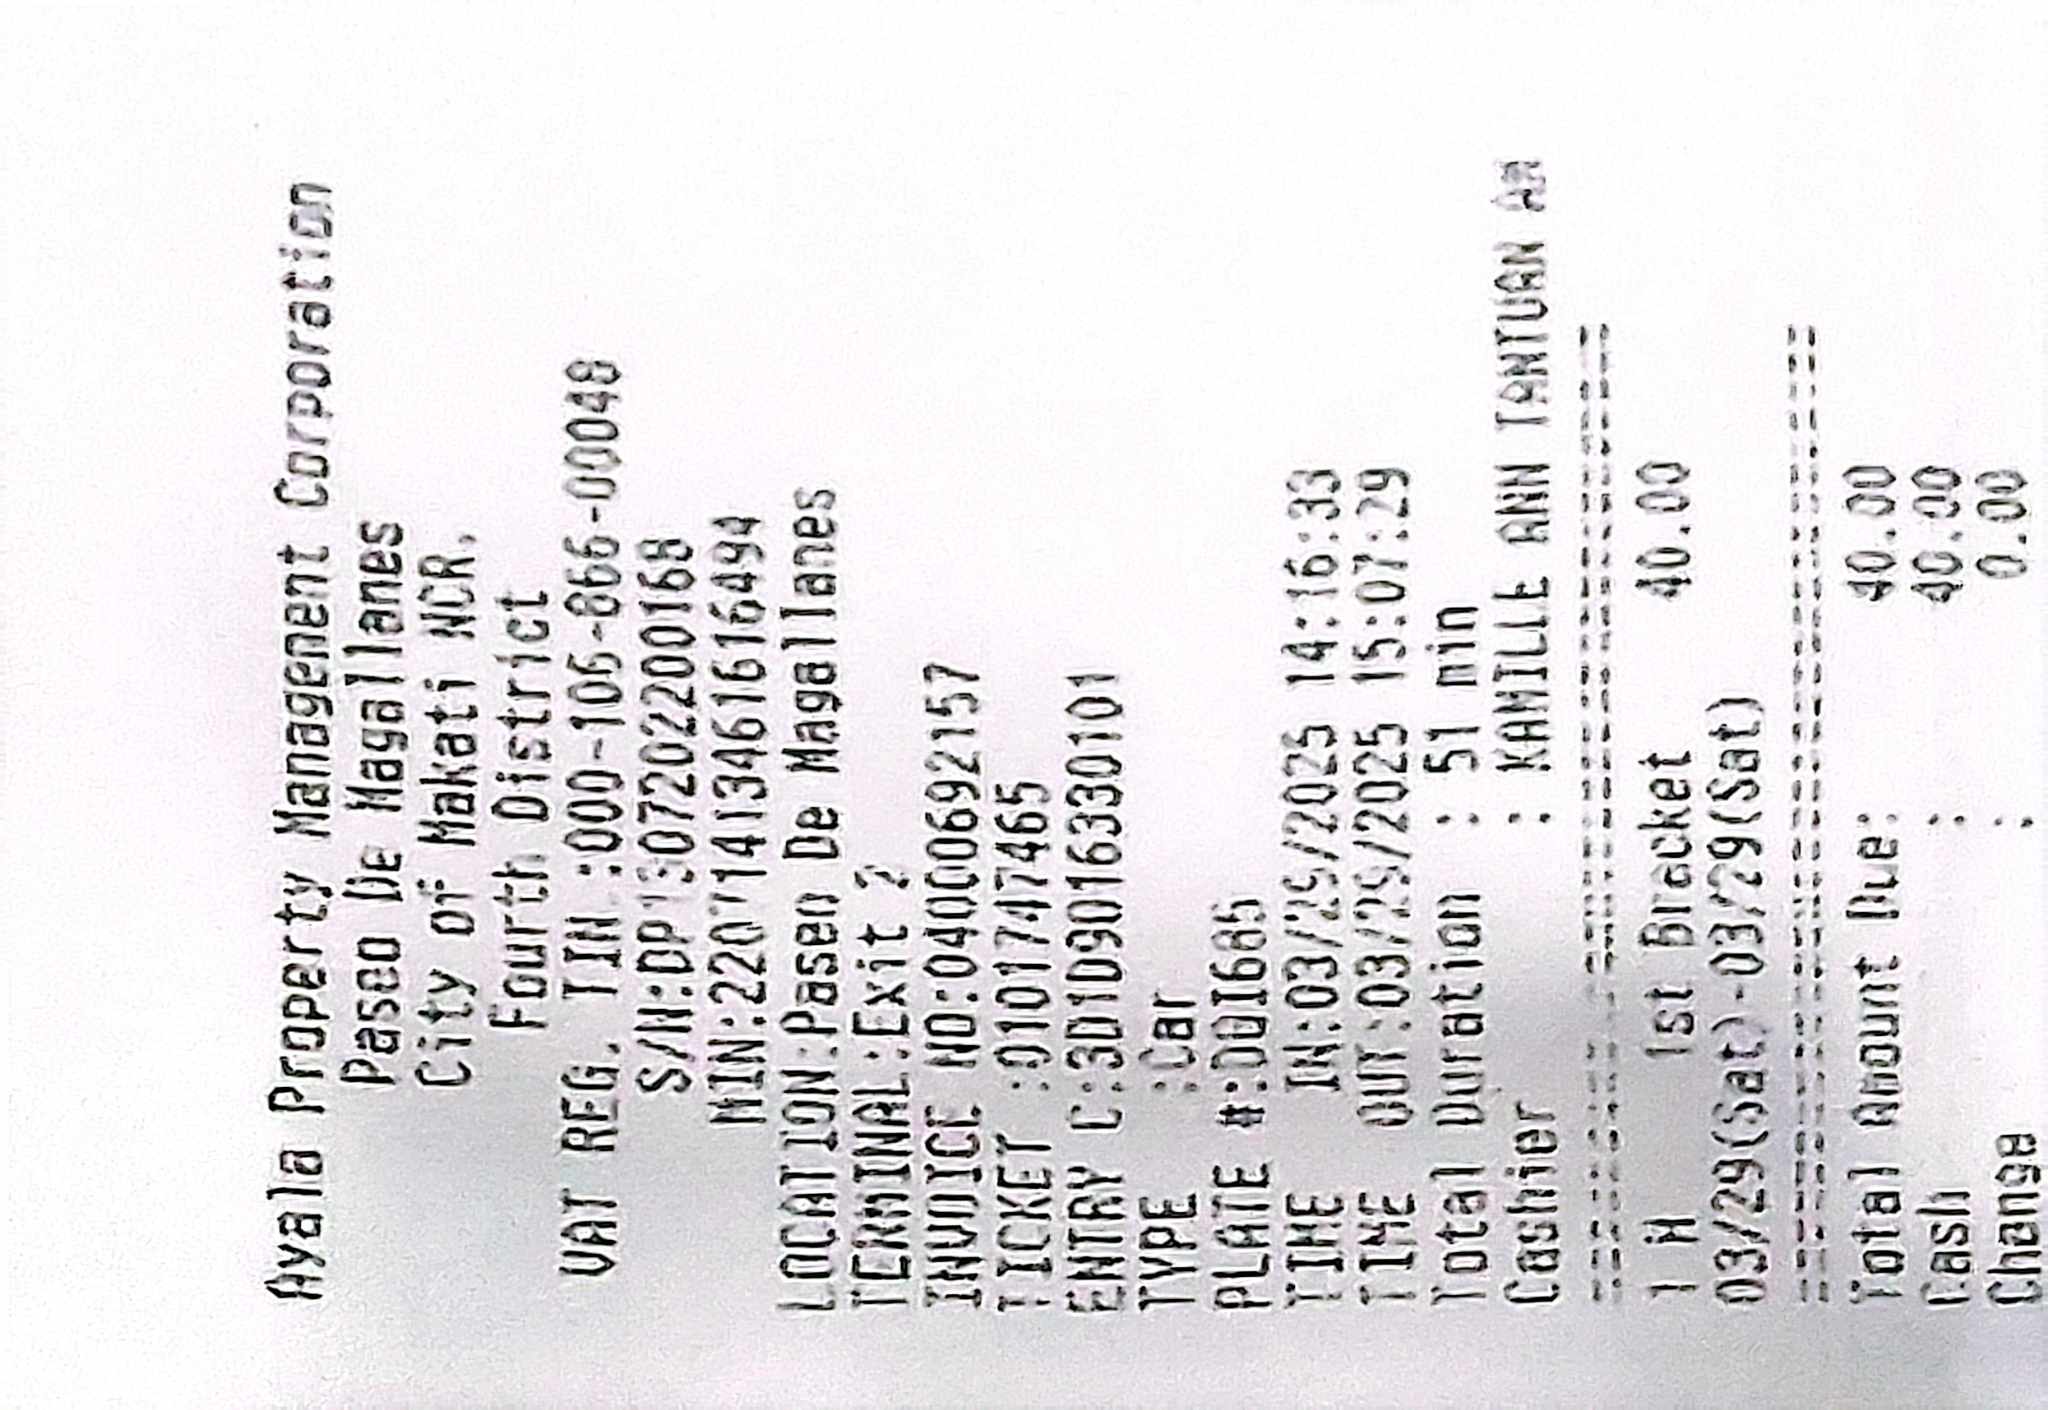 Ayala Property Management Corporation
Paseo De Magallanes
City of Makati NCR.
Fourth District
VAT REG. TIN :000-106-866-00048
S/N:DP1307202200168
MIN:22071413461616494
LOCATION:Paseo De Magallanes
TERMINAL:Exit 2
INVOICE NO:04000692157
TICKET :0101747465
ENTRY C:3D1D9016330101
TYPE :Car
PLATE #:DQI685
TIME IN:03/29/2025 14:16:33
TIME OUT:03/29/2025 15:07:29
Total Duration : 51 min
Cashier : KAMILLE ANN TANTUAN AM
1 H 1st Bracket 40.00
03/29(Sat)-03/29(Sat)
Total Amount Due: 40.00
Cash : 40.00
Change : 0.00